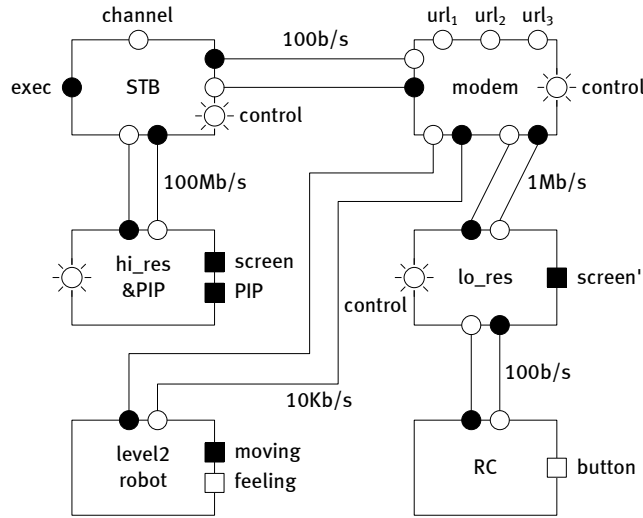 channel
url₁ url₂ url₃
100b/s
exec
STB
modem
control
control
100Mb/s
1Mb/s
hi_res
&PIP
screen
PIP
control
lo_res
screen'
10Kb/s
100b/s
level2
robot
moving
feeling
RC
button